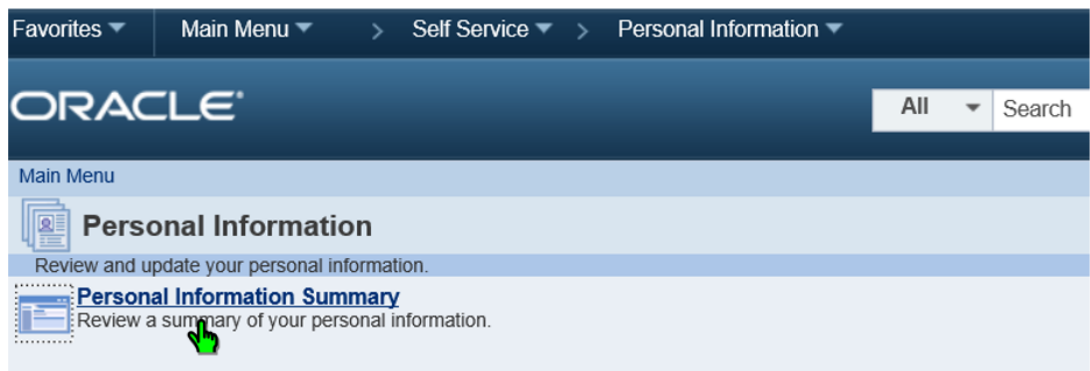 Favorites Main Menu > Self Service > Personal Information
ORACLE
All Search
Main Menu
Personal Information
Review and update your personal information.
Personal Information Summary
Review a summary of your personal information.